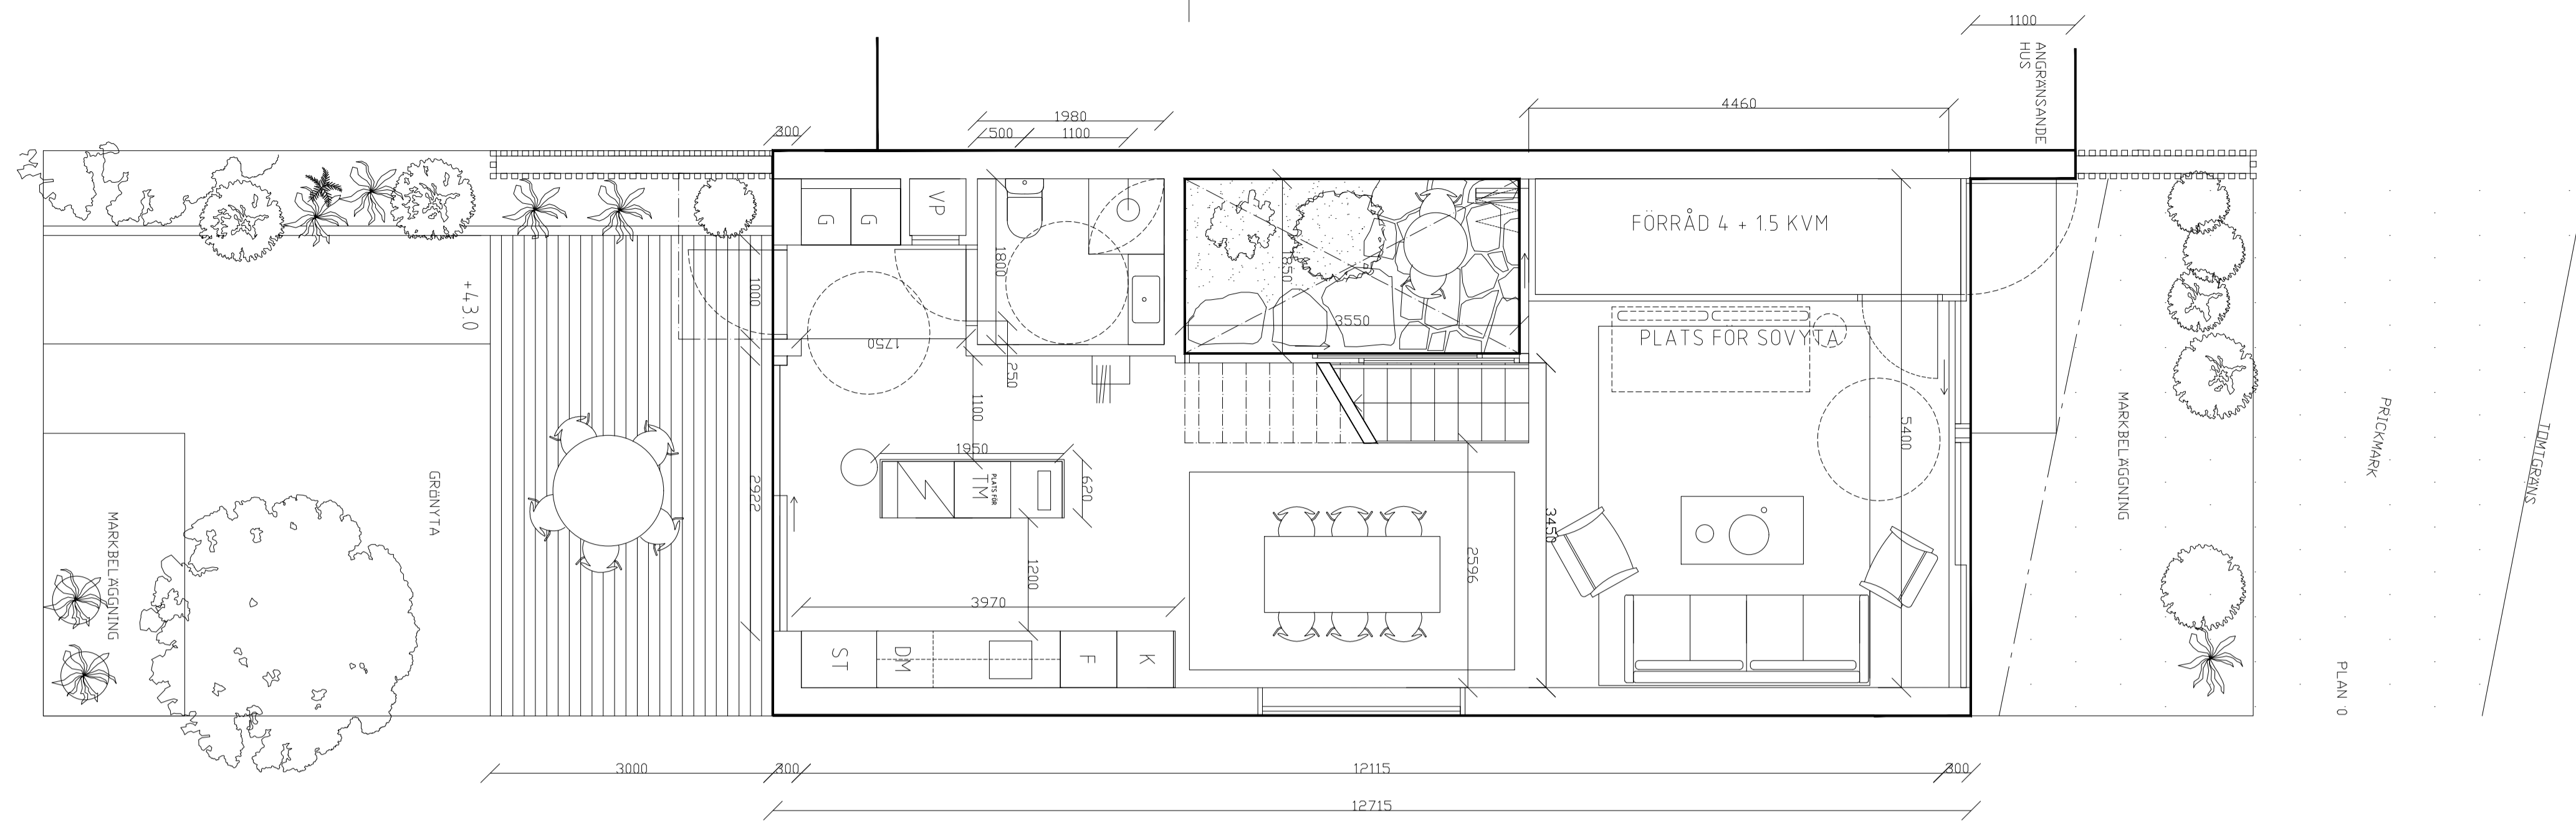 1100
ANGRÄNSANDE
HUS
4460
1980
500
1100
300
G
G
VP
1800
1850
3550
FÖRRÅD 4 + 1.5 KVM
PLATS FÖR SOVYTA
+43.0
1000
1750
250
1100
1950
PLATS FÖR
TM
620
2922
1200
3970
ST
DM
F
K
2596
3450
5400
GRÖNYTA
MARKBELÄGGNING
MARKBELÄGGNING
PRICKMARK
TOMTGRÄNS
PLAN 0
3000
300
12115
300
12715